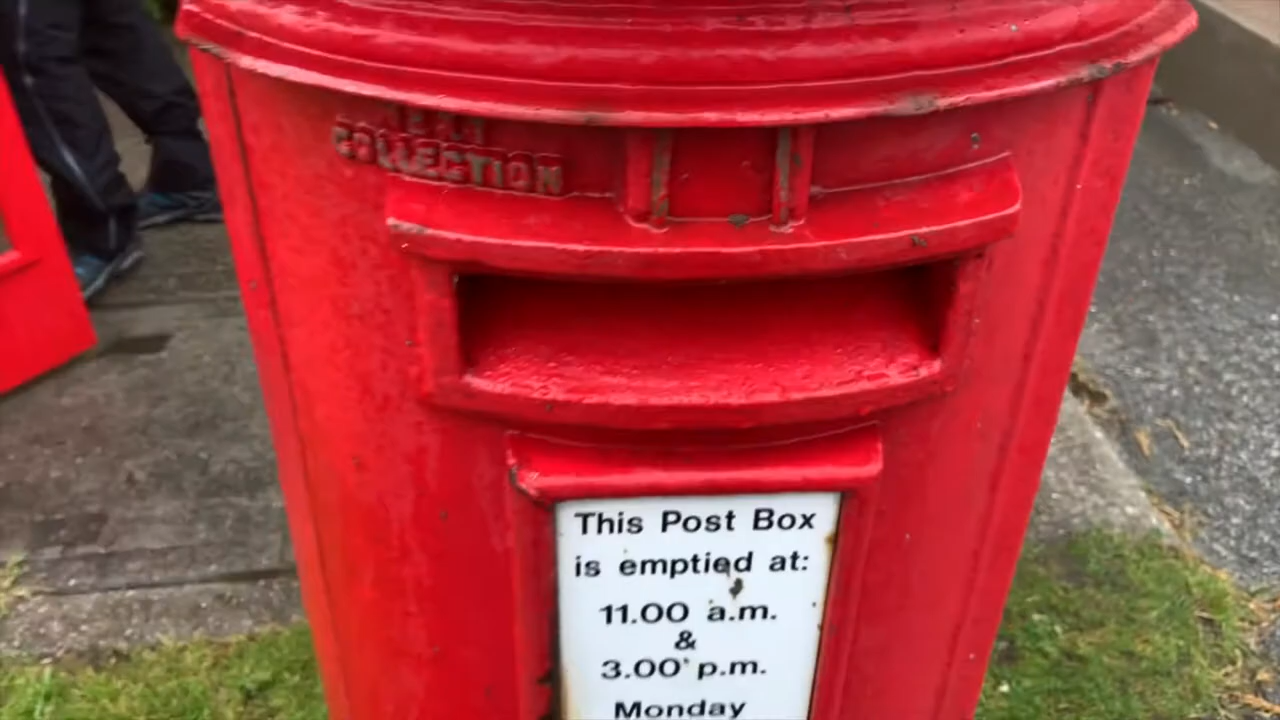 COLLECTION
This Post Box
is emptied at:
11.00 a.m.
&
3.00 p.m.
Monday